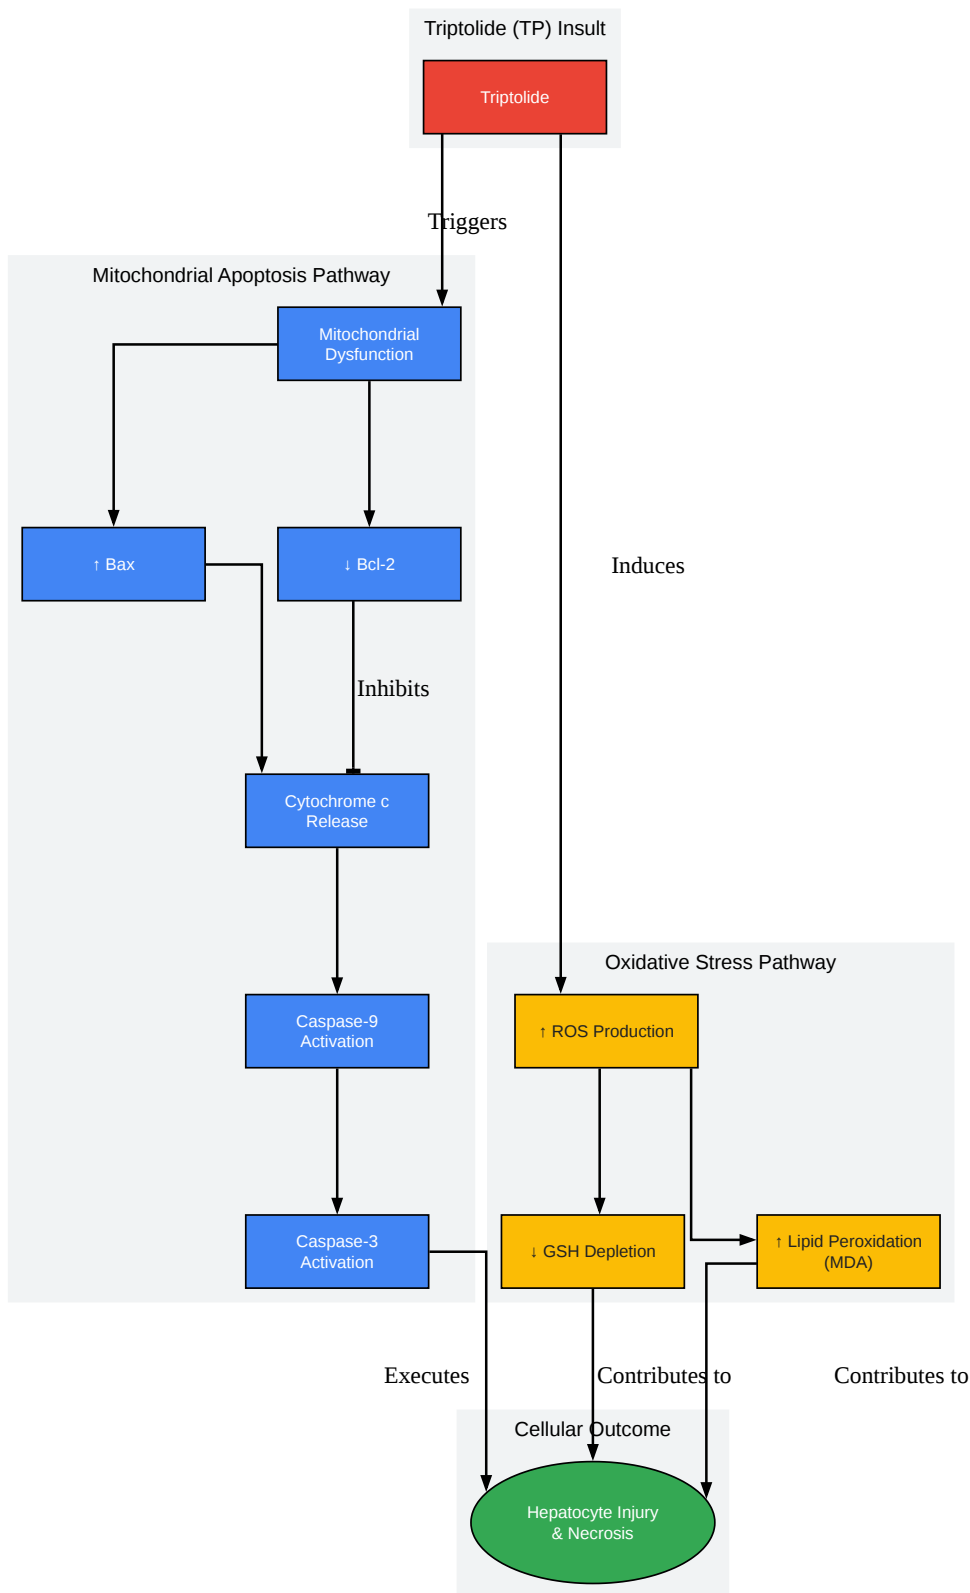 Triptolide (TP) Insult
Triptolide
Triggers
Mitochondrial Apoptosis Pathway
Mitochondrial
Dysfunction
↑ Bax
↓ Bcl-2
Induces
Inhibits
Cytochrome c
Release
Oxidative Stress Pathway
Caspase-9
Activation
↑ ROS Production
Caspase-3
Activation
↓ GSH Depletion
↑ Lipid Peroxidation
(MDA)
Executes
Contributes to
Contributes to
Cellular Outcome
Hepatocyte Injury
& Necrosis